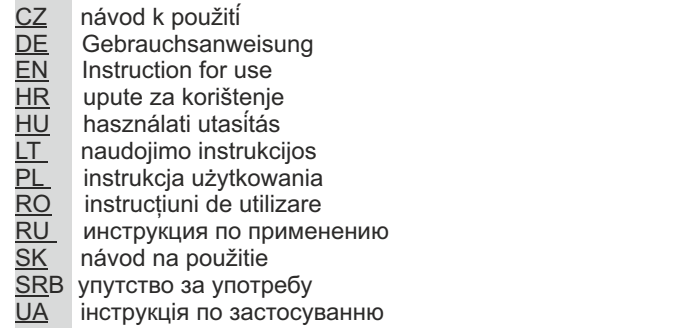 CZ návod k použití
DE Gebrauchsanweisung
EN Instruction for use
HR upute za korištenje
HU használati utasítás
LT naudojimo instrukcijos
PL instrukcja użytkowania
RO instrucțiuni de utilizare
RU инструкция по применению
SK návod na použitie
SRB упутство за употребу
UA інструкція по застосуванню